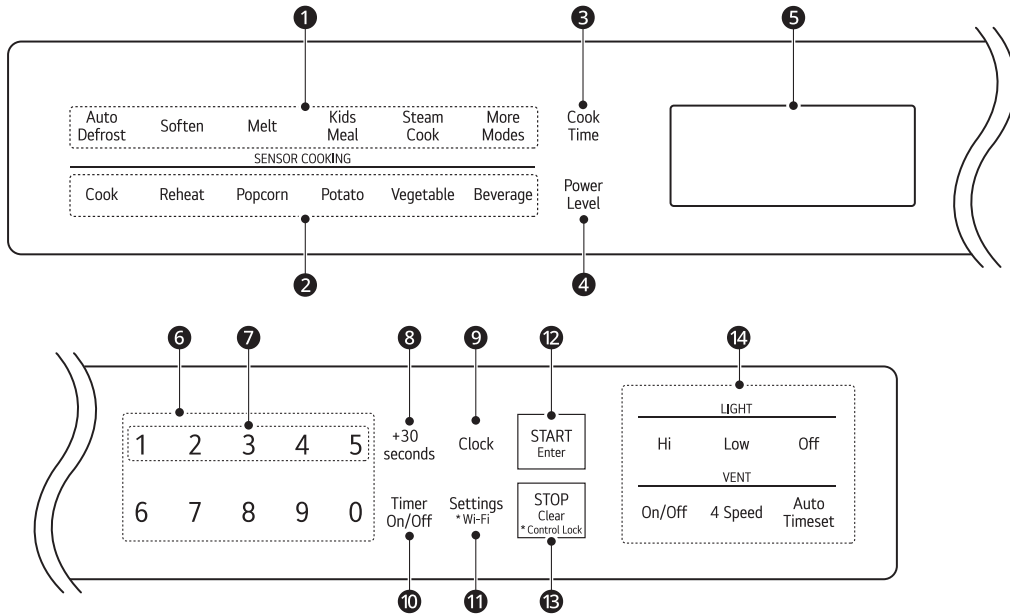 1 3 5
Auto Defrost Soften Melt Kids Meal Steam Cook More Modes Cook Time
SENSOR COOKING
Cook Reheat Popcorn Potato Vegetable Beverage Power Level
2 4
6 7 8 9 12 14
LIGHT
1 2 3 4 5 +30 seconds Clock START Enter Hi Low Off
VENT
6 7 8 9 0 Timer On/Off Settings * Wi-Fi STOP Clear * Control Lock On/Off 4 Speed Auto Timeset
10 11 13